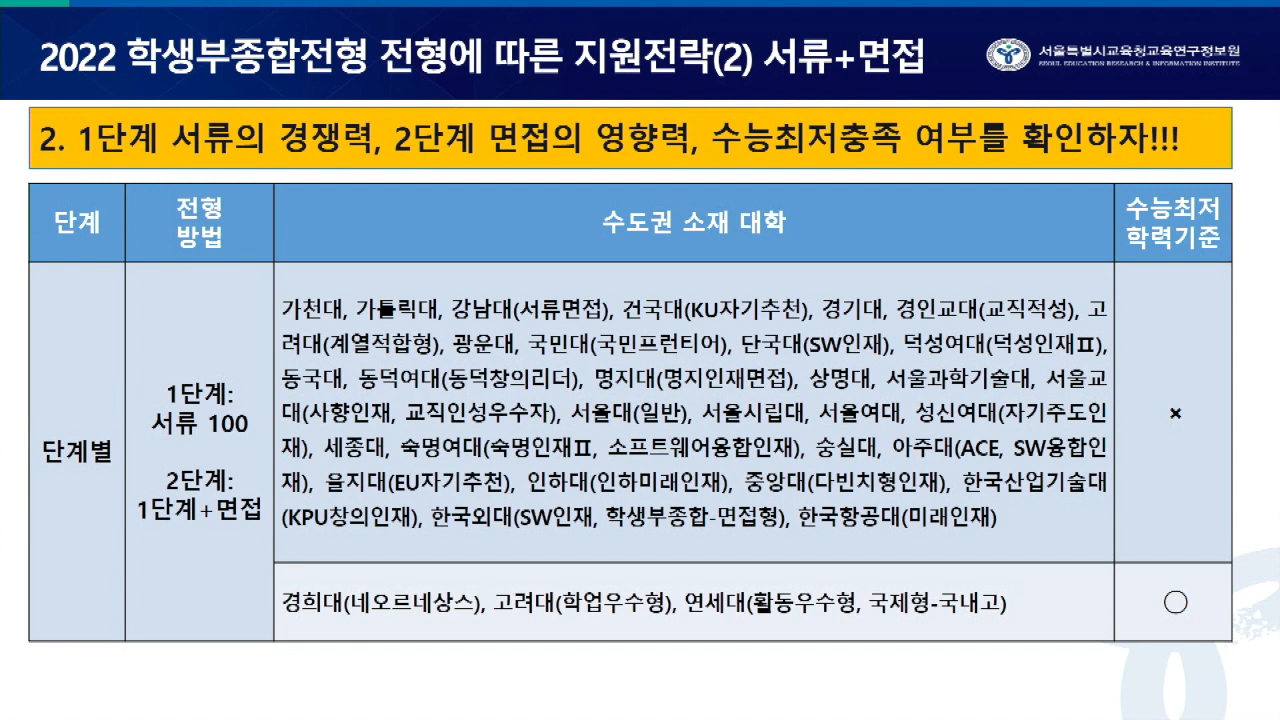 2022 학생부종합전형 전형에 따른 지원전략(2) 서류+면접
서울특별시교육청교육연구정보원
SEOUL EDUCATION RESEARCH & INFORMATION INSTITUTE
2. 1단계 서류의 경쟁력, 2단계 면접의 영향력, 수능최저충족 여부를 확인하자!!!
단계
전형
방법
수도권 소재 대학
수능최저
학력기준
단계별
1단계:
서류 100
2단계:
1단계+면접
가천대, 가톨릭대, 강남대(서류면접), 건국대(KU자기추천), 경기대, 경인교대(교직적성), 고
려대(계열적합형), 광운대, 국민대(국민프런티어), 단국대(SW인재), 덕성여대(덕성인재Ⅱ),
동국대, 동덕여대(동덕창의리더), 명지대(명지인재면접), 상명대, 서울과학기술대, 서울교
대(사향인재, 교직인성우수자), 서울대(일반), 서울시립대, 서울여대, 성신여대(자기주도인
재), 세종대, 숙명여대(숙명인재Ⅱ, 소프트웨어융합인재), 숭실대, 아주대(ACE, SW융합인
재), 을지대(EU자기추천), 인하대(인하미래인재), 중앙대(다빈치형인재), 한국산업기술대
(KPU창의인재), 한국외대(SW인재, 학생부종합-면접형), 한국항공대(미래인재)
×
경희대(네오르네상스), 고려대(학업우수형), 연세대(활동우수형, 국제형-국내고)
○